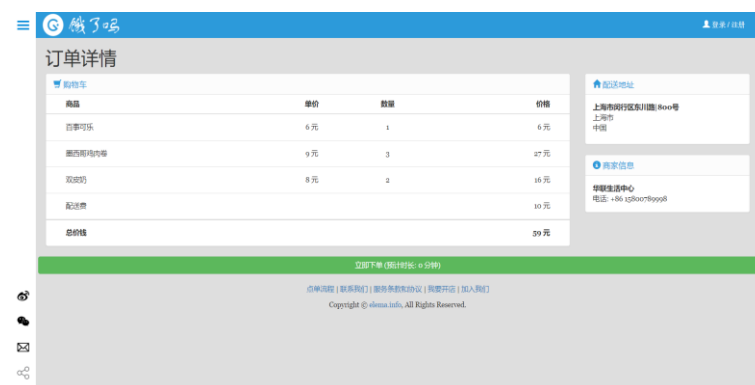 饿了吗
登录 / 注册
订单详情
购物车
商品 单价 数量 价格
百事可乐 6 元 1 6 元
墨西哥鸡肉卷 9 元 3 27 元
双皮奶 8 元 2 16 元
配送费 10 元
总价钱 59 元
配送地址
上海市闵行区东川路 800号
上海市
中国
商家信息
华联生活中心
电话: +86 15800789998
立即下单 (预计时长: 0 分钟)
点单流程 | 联系我们 | 服务条款和协议 | 我要开店 | 加入我们
Copyright © elema.info, All Rights Reserved.